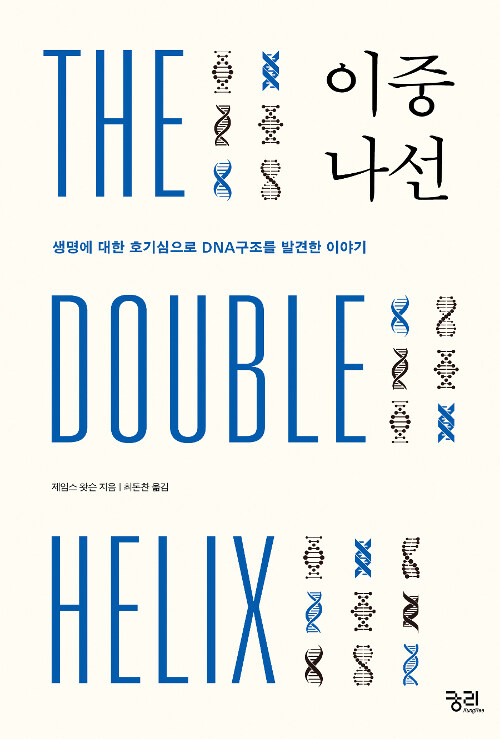 THE
이중
나선
생명에 대한 호기심으로 DNA구조를 발견한 이야기
DOUBLE
제임스 왓슨 지음 | 최돈찬 옮김
HELIX
궁리
KungRee